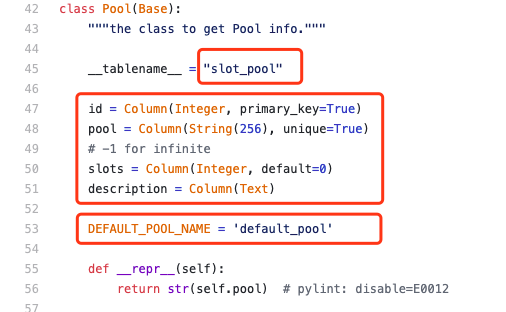 42 class Pool(Base):
43     """the class to get Pool info."""
44
45     __tablename__ = "slot_pool"
46
47     id = Column(Integer, primary_key=True)
48     pool = Column(String(256), unique=True)
49     # -1 for infinite
50     slots = Column(Integer, default=0)
51     description = Column(Text)
52
53     DEFAULT_POOL_NAME = 'default_pool'
54
55     def __repr__(self):
56         return str(self.pool)  # pylint: disable=E0012
57